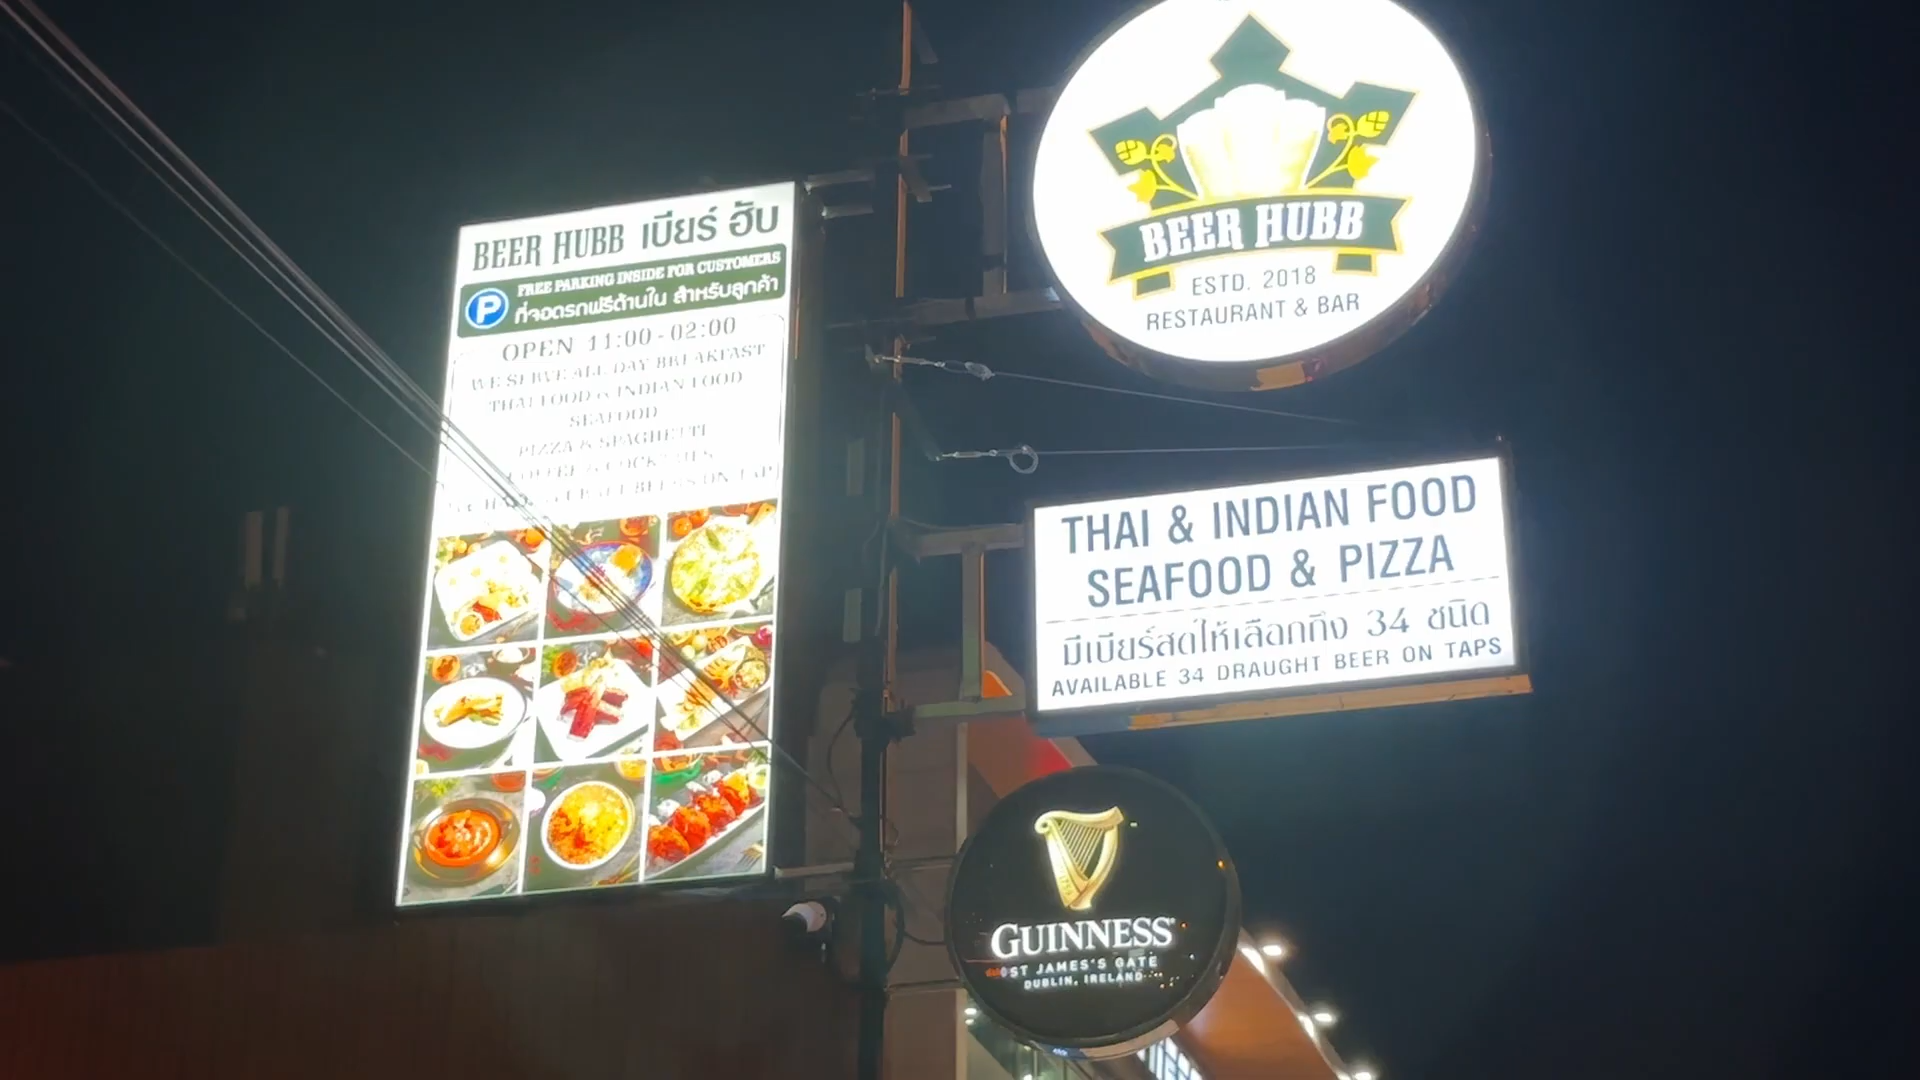 BEER HUBB เบียร์ ฮับ
P
FREE PARKING INSIDE FOR CUSTOMERS
ที่จอดรถฟรีด้านใน สำหรับลูกค้า
OPEN 11:00-02:00
WE SERVE ALL DAY BREAKFAST
THAI FOOD & INDIAN FOOD
SEAFOOD
PIZZA & SPAGHETTI
COFFEE & COCKTAILS
BEERS ON TAP
BEER HUBB
ESTD. 2018
RESTAURANT & BAR
THAI & INDIAN FOOD
SEAFOOD & PIZZA
มีเบียร์สดให้เลือกถึง 34 ชนิด
AVAILABLE 34 DRAUGHT BEER ON TAPS
GUINNESS
ST JAMES'S GATE
DUBLIN, IRELAND